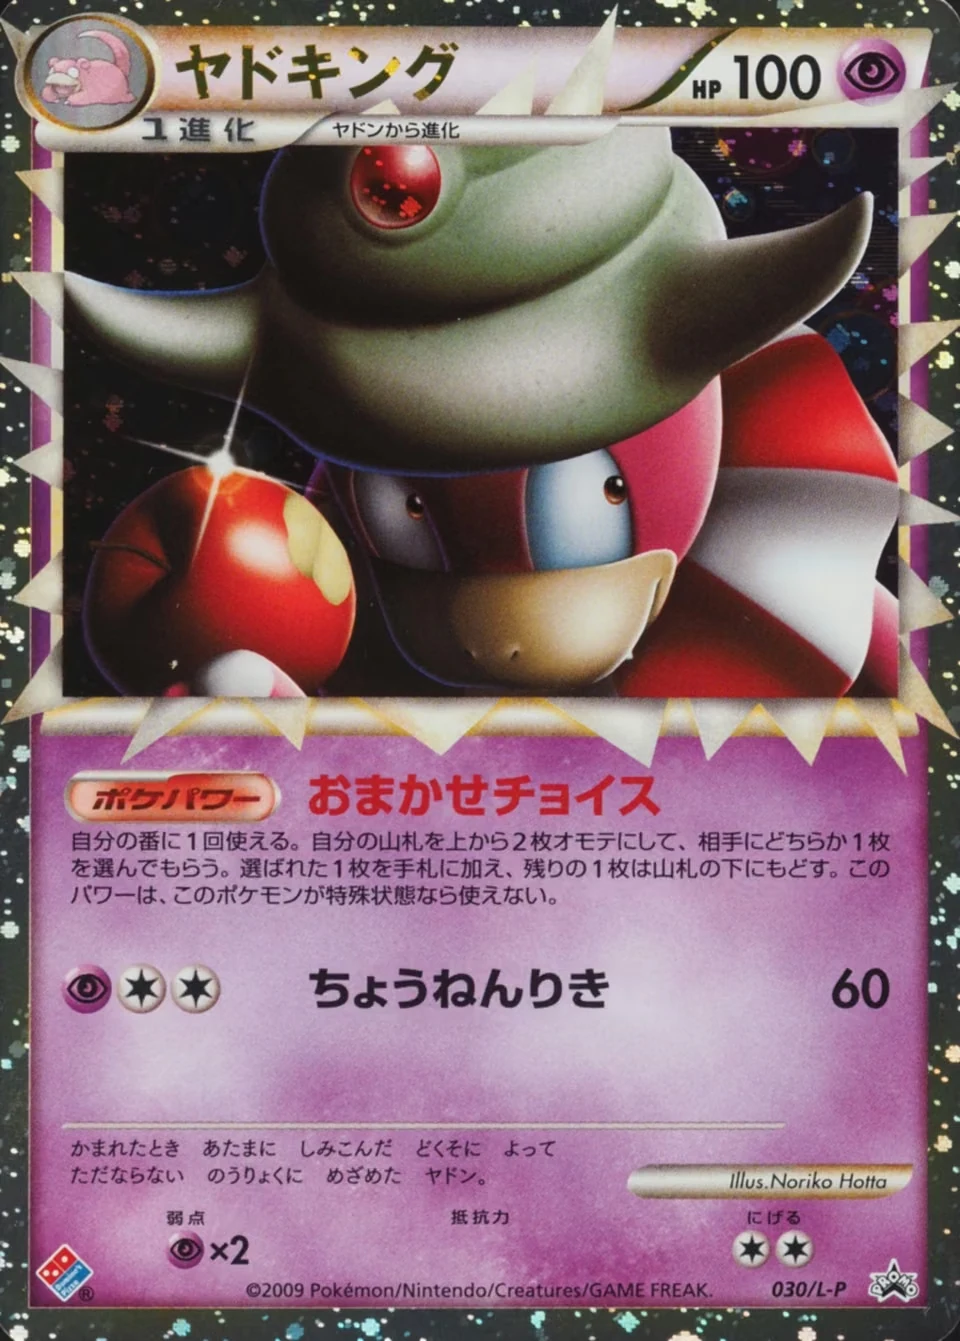 ヤドキング
HP 100
1進化
ヤドンから進化
ポケパワー
おまかせチョイス
自分の番に1回使える。自分の山札を上から2枚オモテにして、相手にどちらか1枚
を選んでもらう。選ばれた1枚を手札に加え、残りの1枚は山札の下にもどす。この
パワーは、このポケモンが特殊状態なら使えない。
ちょうねんりき 60
かまれたとき あたまに しみこんだ どくそに よって
ただならない のうりょくに めざめた ヤドン。
Illus.Noriko Hotta
弱点 抵抗力 にげる
×2
Domino's Pizza ®
©2009 Pokémon/Nintendo/Creatures/GAME FREAK.
030/L-P
PROMO